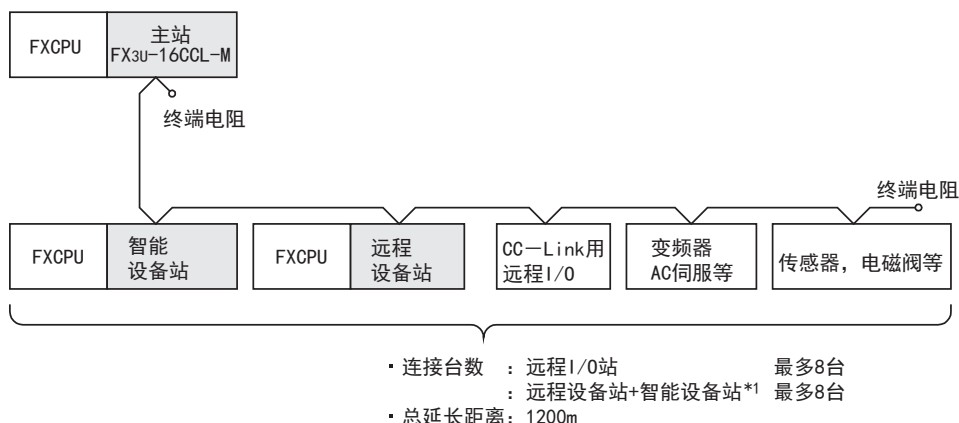 FXCPU
主站
FX3U-16CCL-M
终端电阻
终端电阻
FXCPU
智能
设备站
FXCPU
远程
设备站
CC-Link用
远程I/O
变频器
AC伺服等
传感器，电磁阀等
▪连接台数 ：远程I/O站 最多8台
：远程设备站+智能设备站*1 最多8台
▪总延长距离：1200m